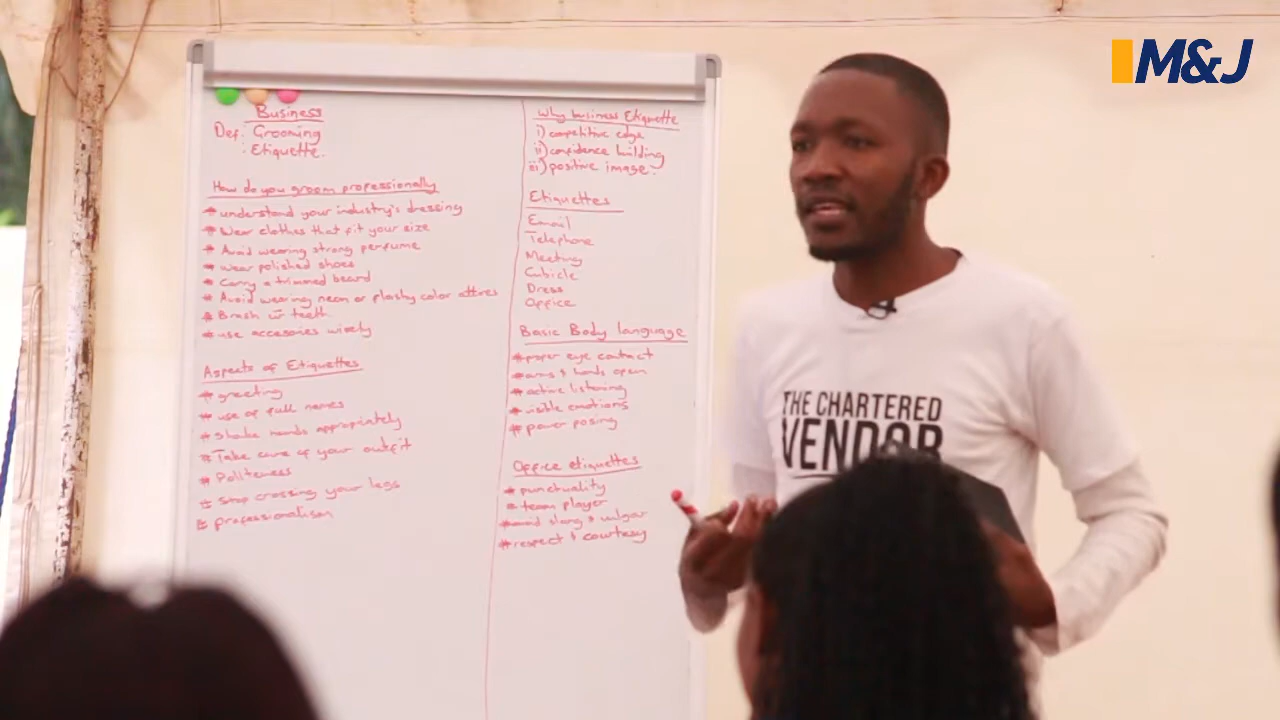 Business
Def: Grooming
: Etiquette.
How do you groom professionally
* understand your industry's dressing
* Wear clothes that fit your size
* Avoid wearing strong perfume
* wear polished shoes
* Carry a trimmed beard
* Avoid wearing neon or flashy color attires
* Brush ur teeth
* use accesories wisely
Aspects of Etiquettes
* greeting
* use of full names
* shake hands appropriately
* Take care of your outfit
* Politeness
* stop crossing your legs
* professionalism
why business Etiquette
i) competitive edge
ii) confidence building
iii) positive image.
Etiquettes
Email
Telephone
Meeting
Cubicle
Dress
Office
Basic Body language
* proper eye contact
* arms & hands open
* active listening
* visible emotions
* power posing
Office etiquettes
* punctuality
* team player
* avoid slang & vulgar
* respect & courtesy
THE CHARTERED
VENDOR
M&J